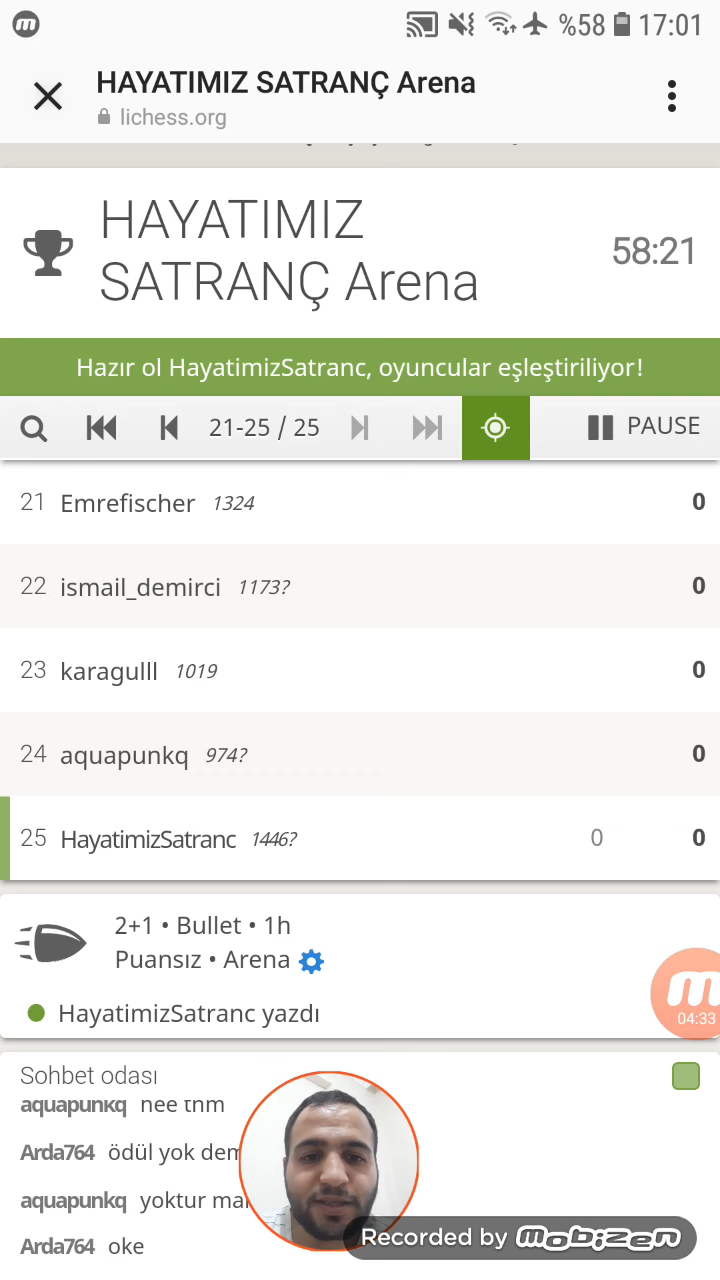 %58 17:01
HAYATIMIZ SATRANÇ Arena
lichess.org
HAYATIMIZ
SATRANÇ Arena
58:21
Hazır ol HayatimizSatranc, oyuncular eşleştiriliyor!
21-25 / 25 PAUSE
21 Emrefischer 1324 0
22 ismail_demirci 1173? 0
23 karagulll 1019 0
24 aquapunkq 974? 0
25 HayatimizSatranc 1446? 0 0
2+1 • Bullet • 1h
Puansız • Arena
HayatimizSatranc yazdı
04:33
Sohbet odası
aquapunkq nee tnm
Arda764 ödül yok dem
aquapunkq yoktur
Arda764 oke
Recorded by mobizen